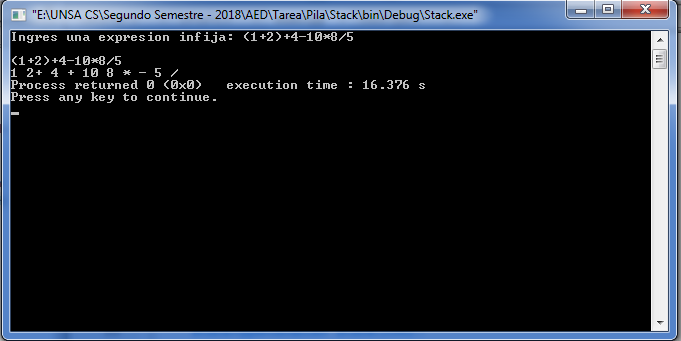 "E:\UNSA CS\Segundo Semestre - 2018\AED\Tarea\Pila\Stack\bin\Debug\Stack.exe"
Ingres una expresion infija: (1+2)+4-10*8/5
(1+2)+4-10*8/5
1 2+ 4 + 10 8 * - 5 /
Process returned 0 (0x0)   execution time : 16.376 s
Press any key to continue.